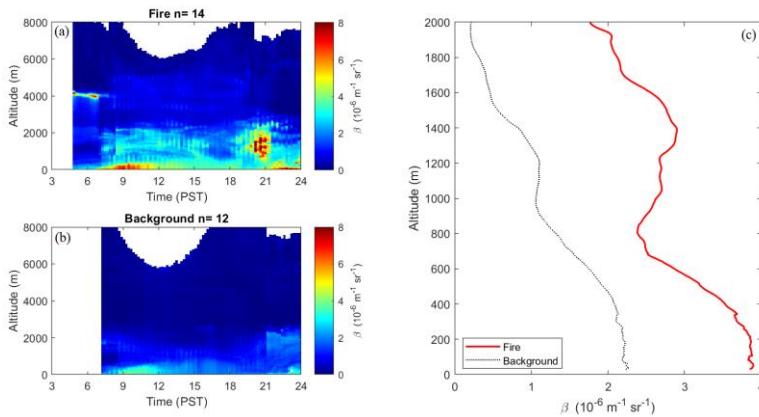 Fire n= 14
(a)
8000
6000
4000
2000
0
Altitude (m)
3 6 9 12 15 18 21 24
Time (PST)
8
6
4
2
0
β (10-6 m-1 sr-1)
Background n= 12
(b)
8000
6000
4000
2000
0
Altitude (m)
3 6 9 12 15 18 21 24
Time (PST)
8
6
4
2
0
β (10-6 m-1 sr-1)
(c)
2000
1800
1600
1400
1200
1000
800
600
400
200
0
Altitude (m)
Fire
Background
0 1 2 3 4
β (10-6 m-1 sr-1)